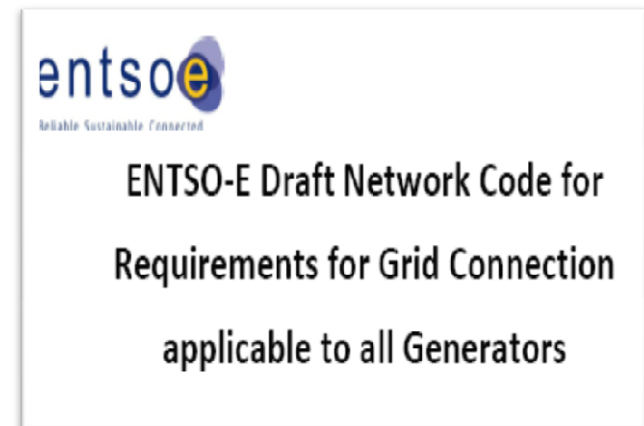 entsoe
Reliable Sustainable Connected
ENTSO-E Draft Network Code for
Requirements for Grid Connection
applicable to all Generators